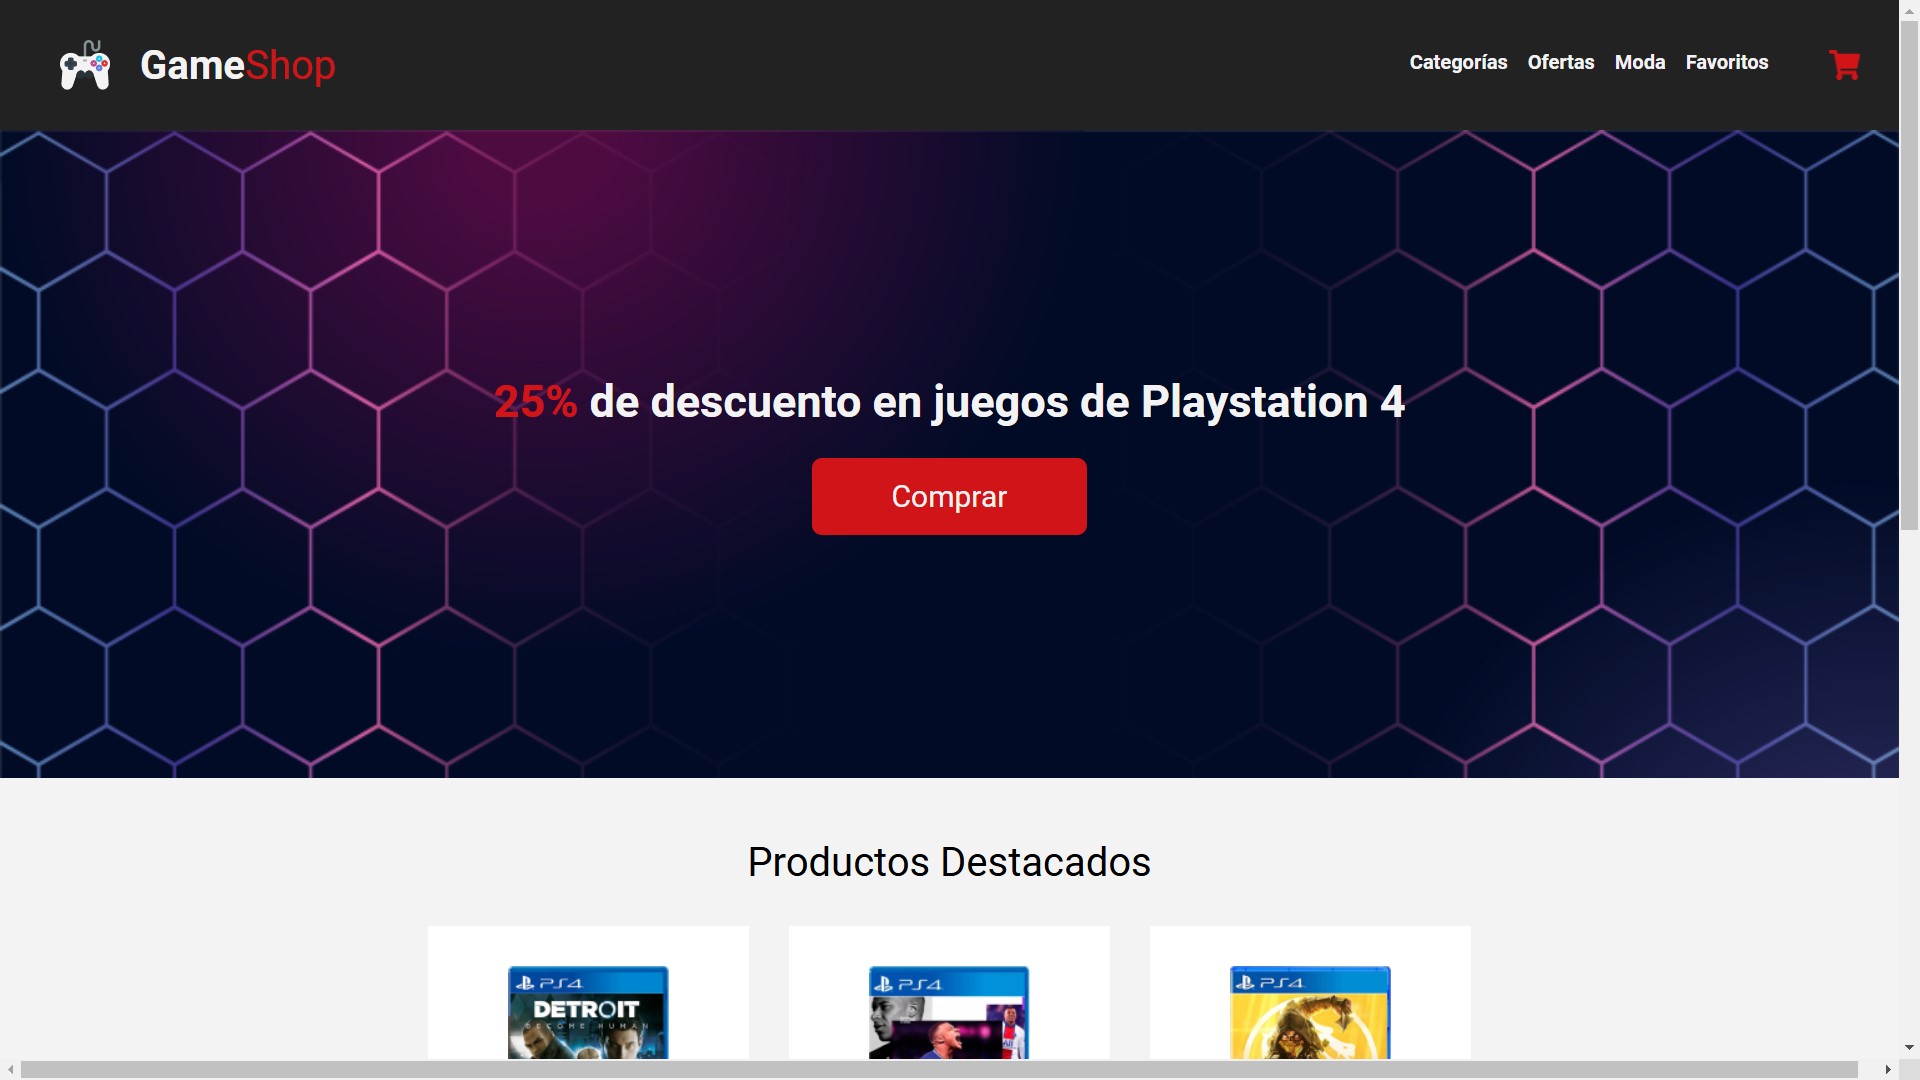 GameShop
Categorías Ofertas Moda Favoritos
25% de descuento en juegos de Playstation 4
Comprar
Productos Destacados
PS4
DETROIT
BECOME HUMAN
PS4
PS4